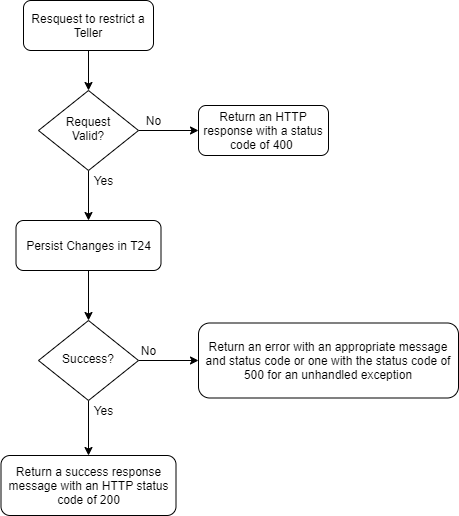 Resquest to restrict a
Teller
Request
Valid?
No
Return an HTTP
response with a status
code of 400
Yes
Persist Changes in T24
Success?
No
Return an error with an appropriate message
and status code or one with the status code of
500 for an unhandled exception
Yes
Return a success response
message with an HTTP status
code of 200